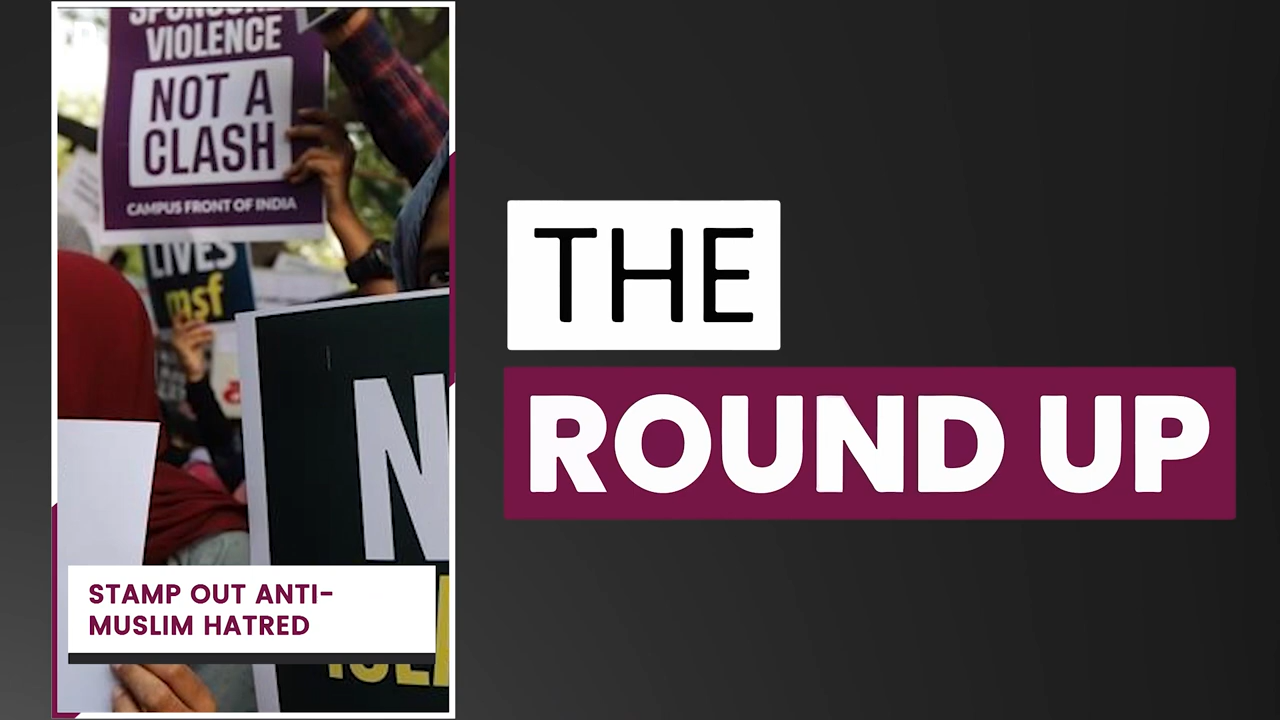 VIOLENCE
NOT A
CLASH
CAMPUS FRONT OF INDIA
LIVES
msf
STAMP OUT ANTI-
MUSLIM HATRED
THE
ROUND UP